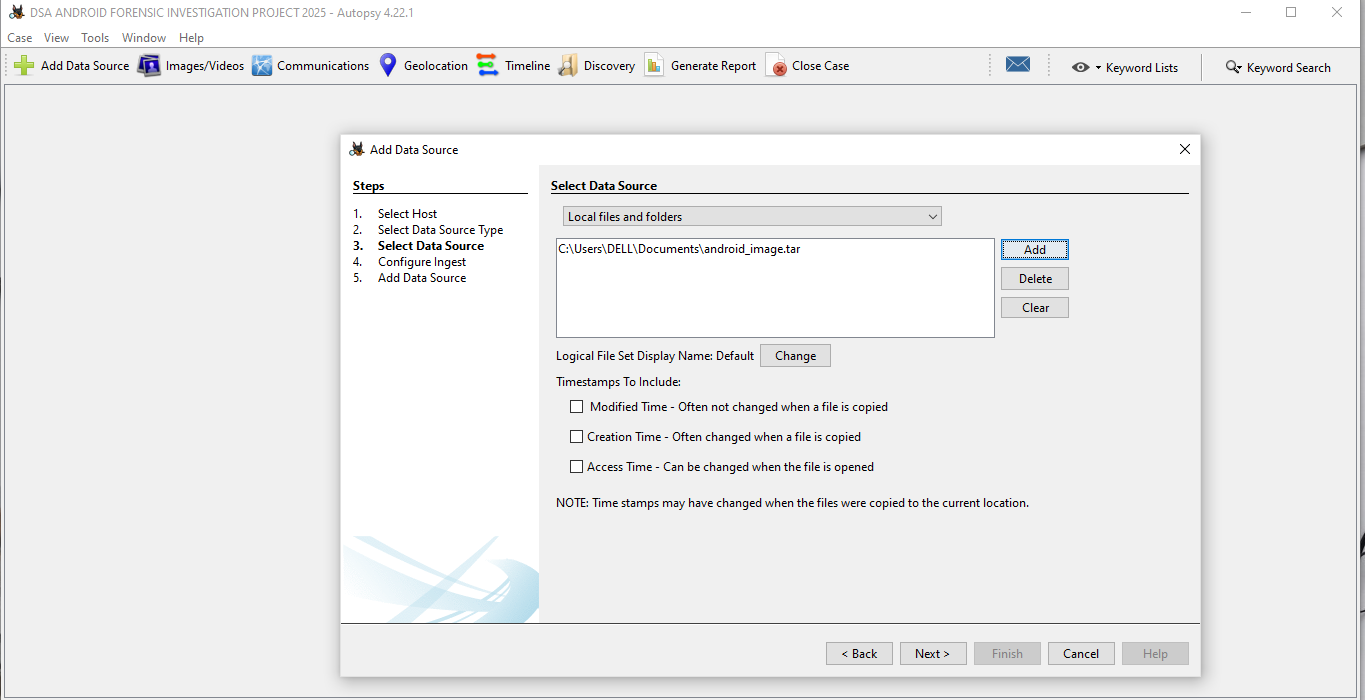 DSA ANDROID FORENSIC INVESTIGATION PROJECT 2025 - Autopsy 4.22.1
Case View Tools Window Help
Add Data Source Images/Videos Communications Geolocation Timeline Discovery Generate Report Close Case Keyword Lists Keyword Search
Add Data Source
Steps
1. Select Host
2. Select Data Source Type
3. Select Data Source
4. Configure Ingest
5. Add Data Source
Select Data Source
Local files and folders
C:\Users\DELL\Documents\android_image.tar
Add
Delete
Clear
Logical File Set Display Name: Default Change
Timestamps To Include:
Modified Time - Often not changed when a file is copied
Creation Time - Often changed when a file is copied
Access Time - Can be changed when the file is opened
NOTE: Time stamps may have changed when the files were copied to the current location.
< Back Next > Finish Cancel Help